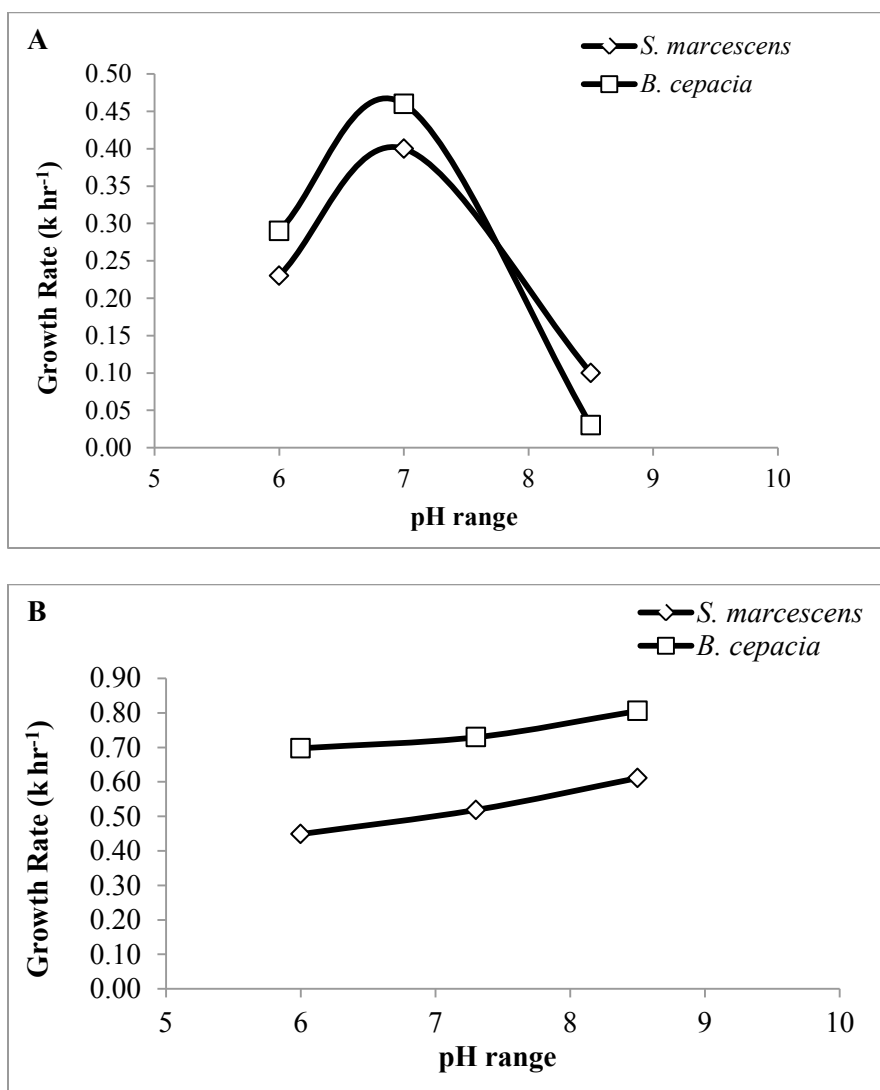 A
S. marcescens
B. cepacia
0.50
0.45
0.40
0.35
0.30
0.25
0.20
0.15
0.10
0.05
0.00
Growth Rate (k hr-1)
5 6 7 8 9 10
pH range
B
S. marcescens
B. cepacia
0.90
0.80
0.70
0.60
0.50
0.40
0.30
0.20
0.10
0.00
Growth Rate (k hr-1)
5 6 7 8 9 10
pH range